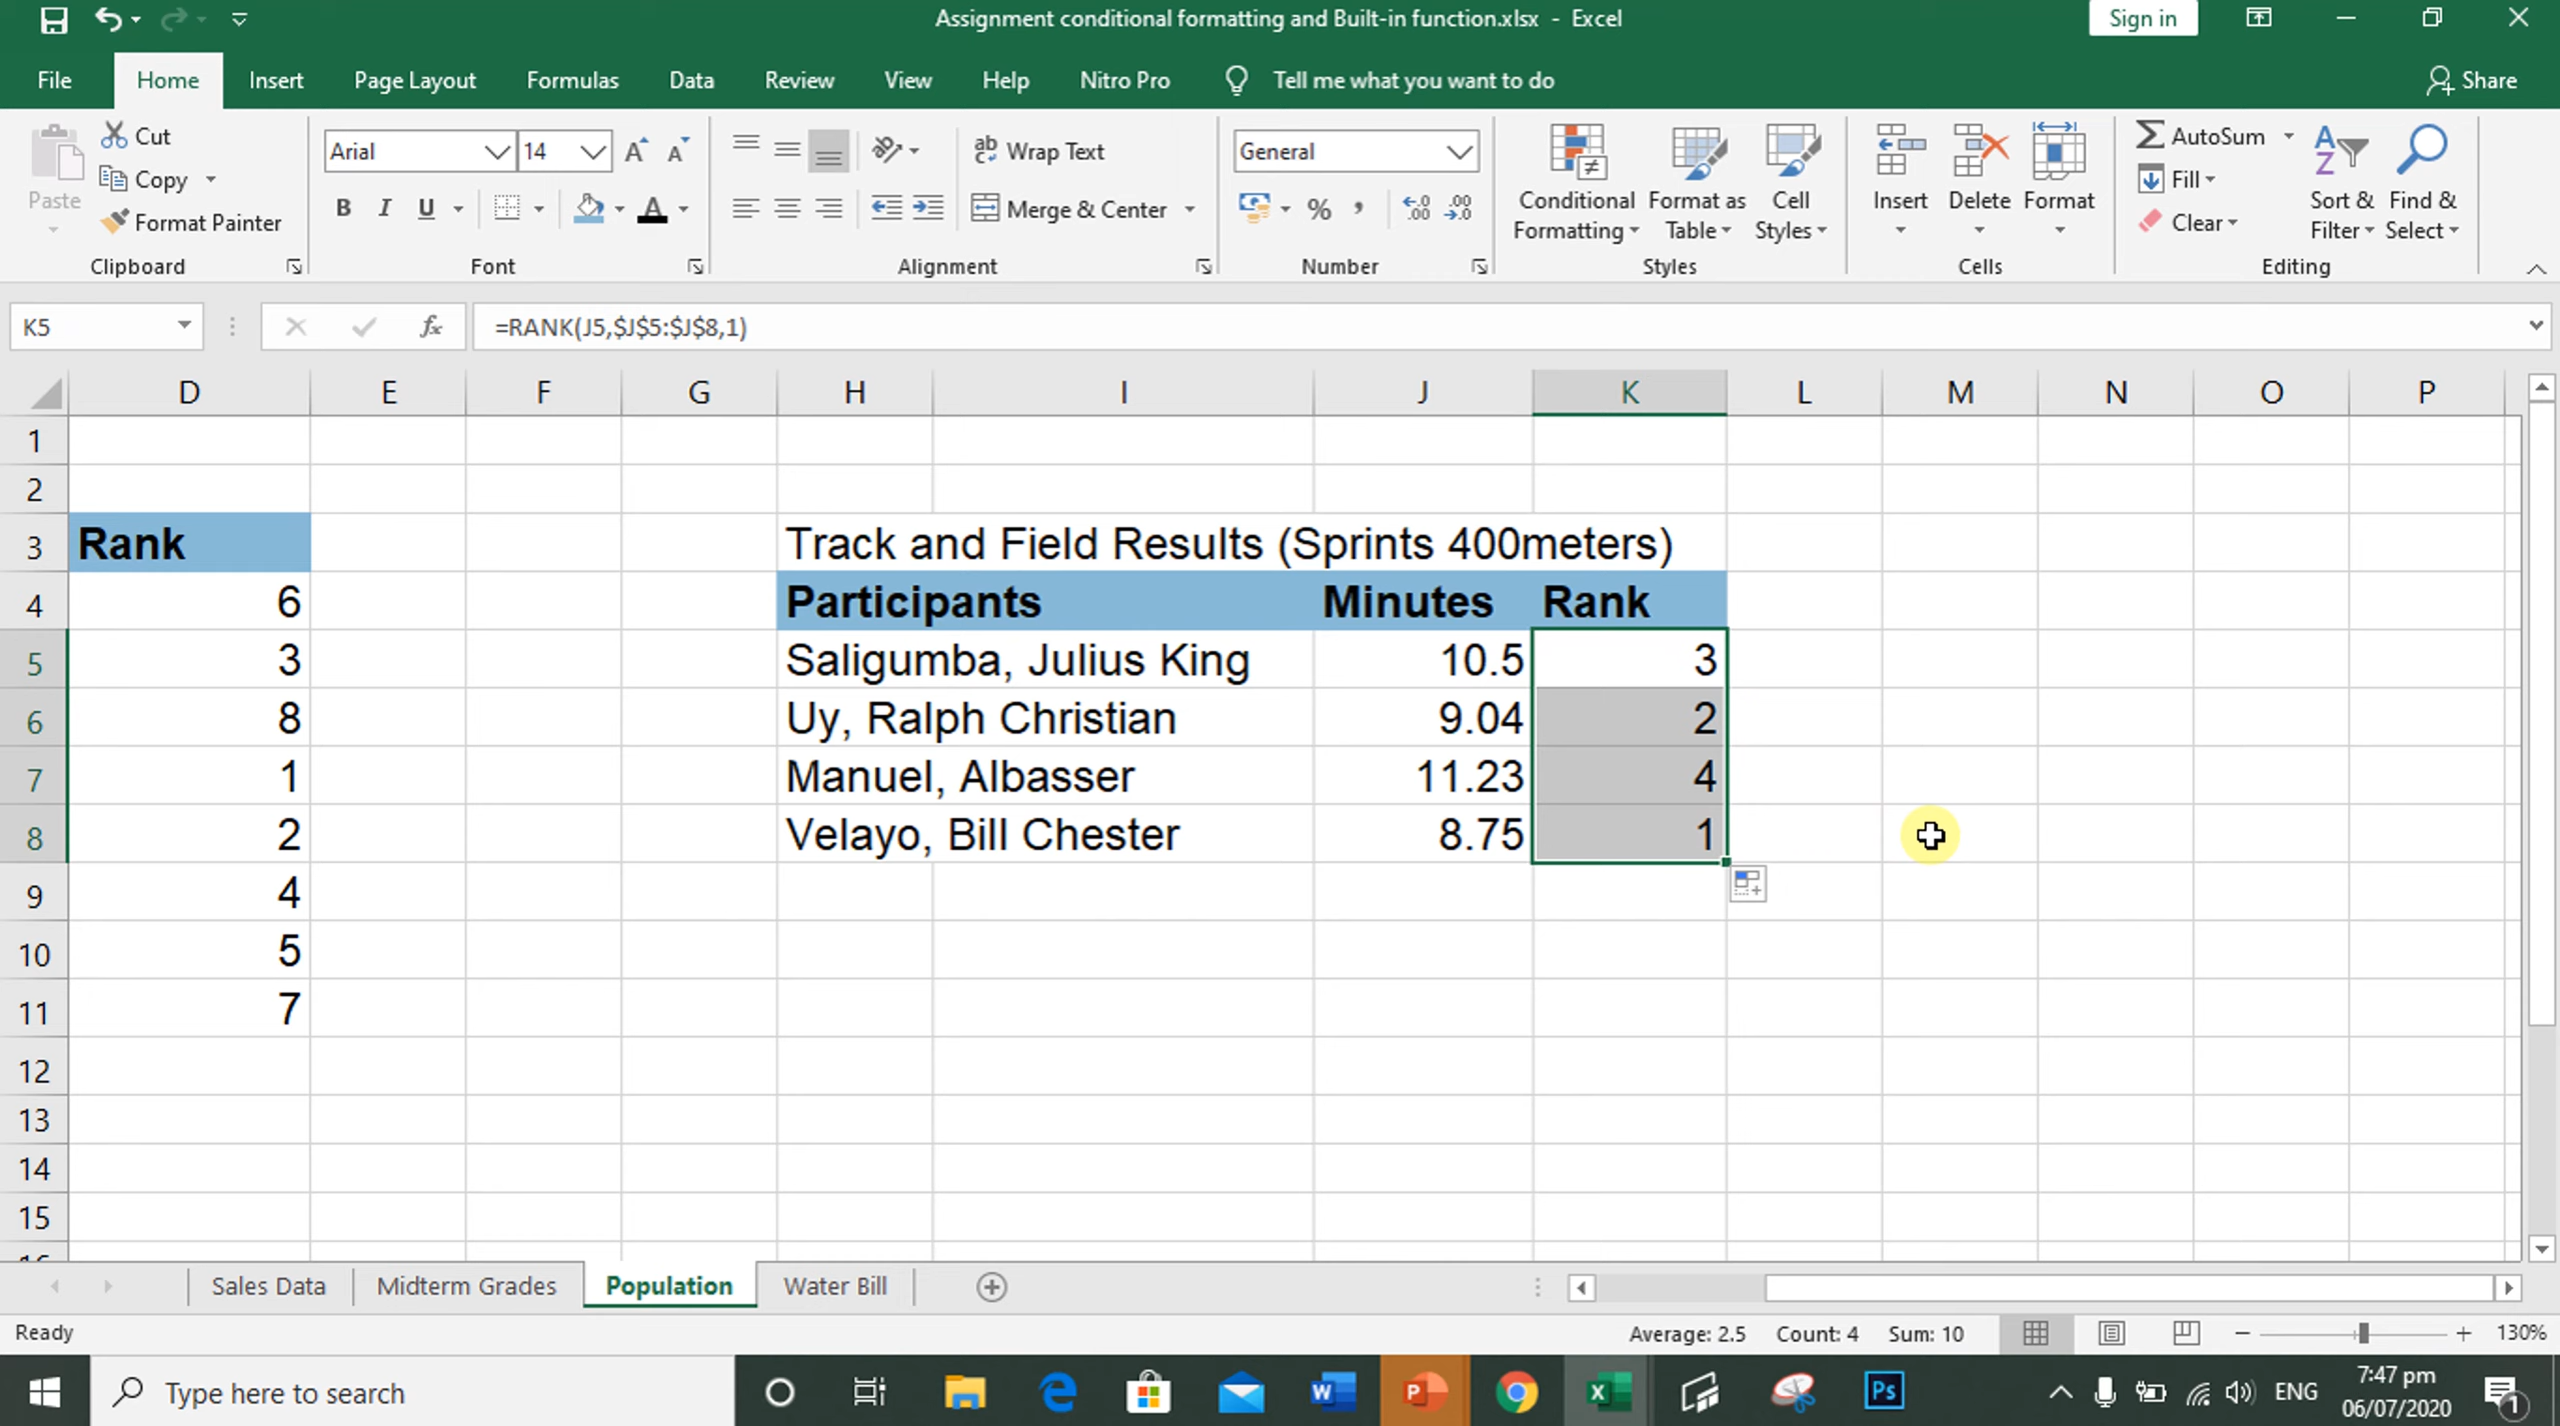 Assignment conditional formatting and Built-in function.xlsx - Excel
Sign in
File Home Insert Page Layout Formulas Data Review View Help Nitro Pro Tell me what you want to do Share
Paste
Cut
Copy
Format Painter
Clipboard
Arial 14
B I U
Font
Wrap Text
Merge & Center
Alignment
General
% ,
Number
Conditional Formatting
Format as Table
Cell Styles
Styles
Insert
Delete
Format
Cells
AutoSum
Fill
Clear
Sort & Filter
Find & Select
Editing
K5 fx =RANK(J5,$J$5:$J$8,1)
D E F G H I J K L M N O P
1
2
3 Rank Track and Field Results (Sprints 400meters)
4 6 Participants Minutes Rank
5 3 Saligumba, Julius King 10.5 3
6 8 Uy, Ralph Christian 9.04 2
7 1 Manuel, Albasser 11.23 4
8 2 Velayo, Bill Chester 8.75 1
9 4
10 5
11 7
12
13
14
15
Sales Data Midterm Grades Population Water Bill
Ready Average: 2.5 Count: 4 Sum: 10 130%
Type here to search
ENG
7:47 pm
06/07/2020
1